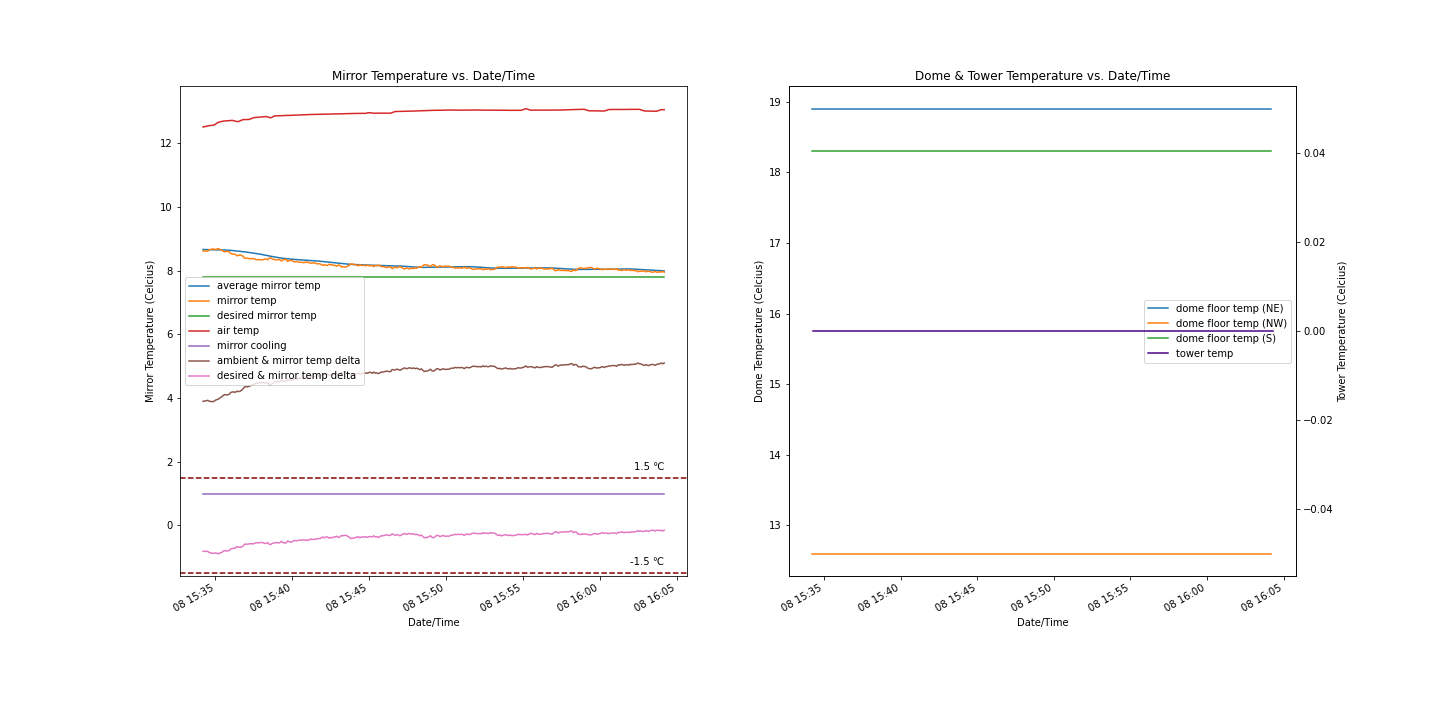 Mirror Temperature vs. Date/Time
Mirror Temperature (Celcius)
12
10
8
6
4
2
0
average mirror temp
mirror temp
desired mirror temp
air temp
mirror cooling
ambient & mirror temp delta
desired & mirror temp delta
1.5 °C
-1.5 °C
08 15:35
08 15:40
08 15:45
08 15:50
08 15:55
08 16:00
08 16:05
Date/Time
Dome & Tower Temperature vs. Date/Time
Dome Temperature (Celcius)
19
18
17
16
15
14
13
dome floor temp (NE)
dome floor temp (NW)
dome floor temp (S)
tower temp
0.04
0.02
0.00
−0.02
−0.04
Tower Temperature (Celcius)
08 15:35
08 15:40
08 15:45
08 15:50
08 15:55
08 16:00
08 16:05
Date/Time